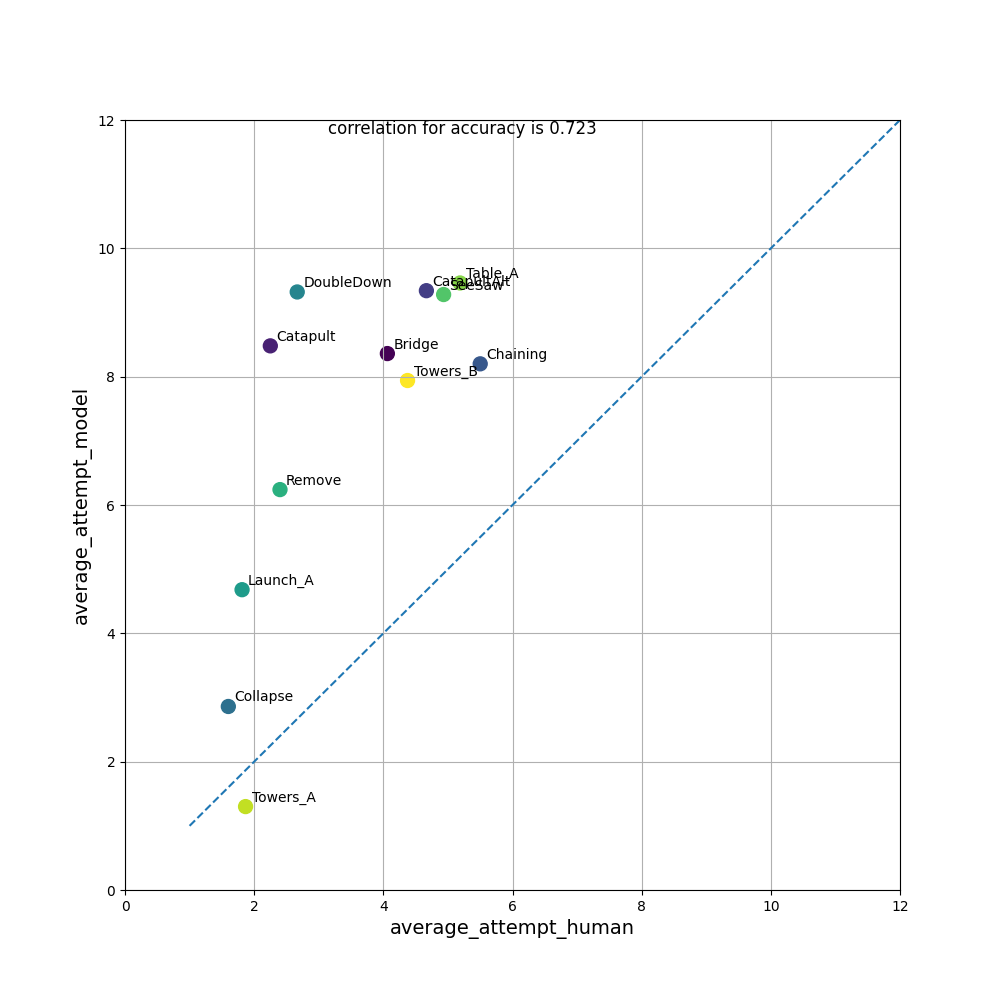 correlation for accuracy is 0.723
12
10
8
6
4
2
0
average_attempt_model
Table_A
DoubleDown
CatapultAlt
SeeSaw
Catapult
Bridge
Chaining
Towers_B
Remove
Launch_A
Collapse
Towers_A
0 2 4 6 8 10 12
average_attempt_human